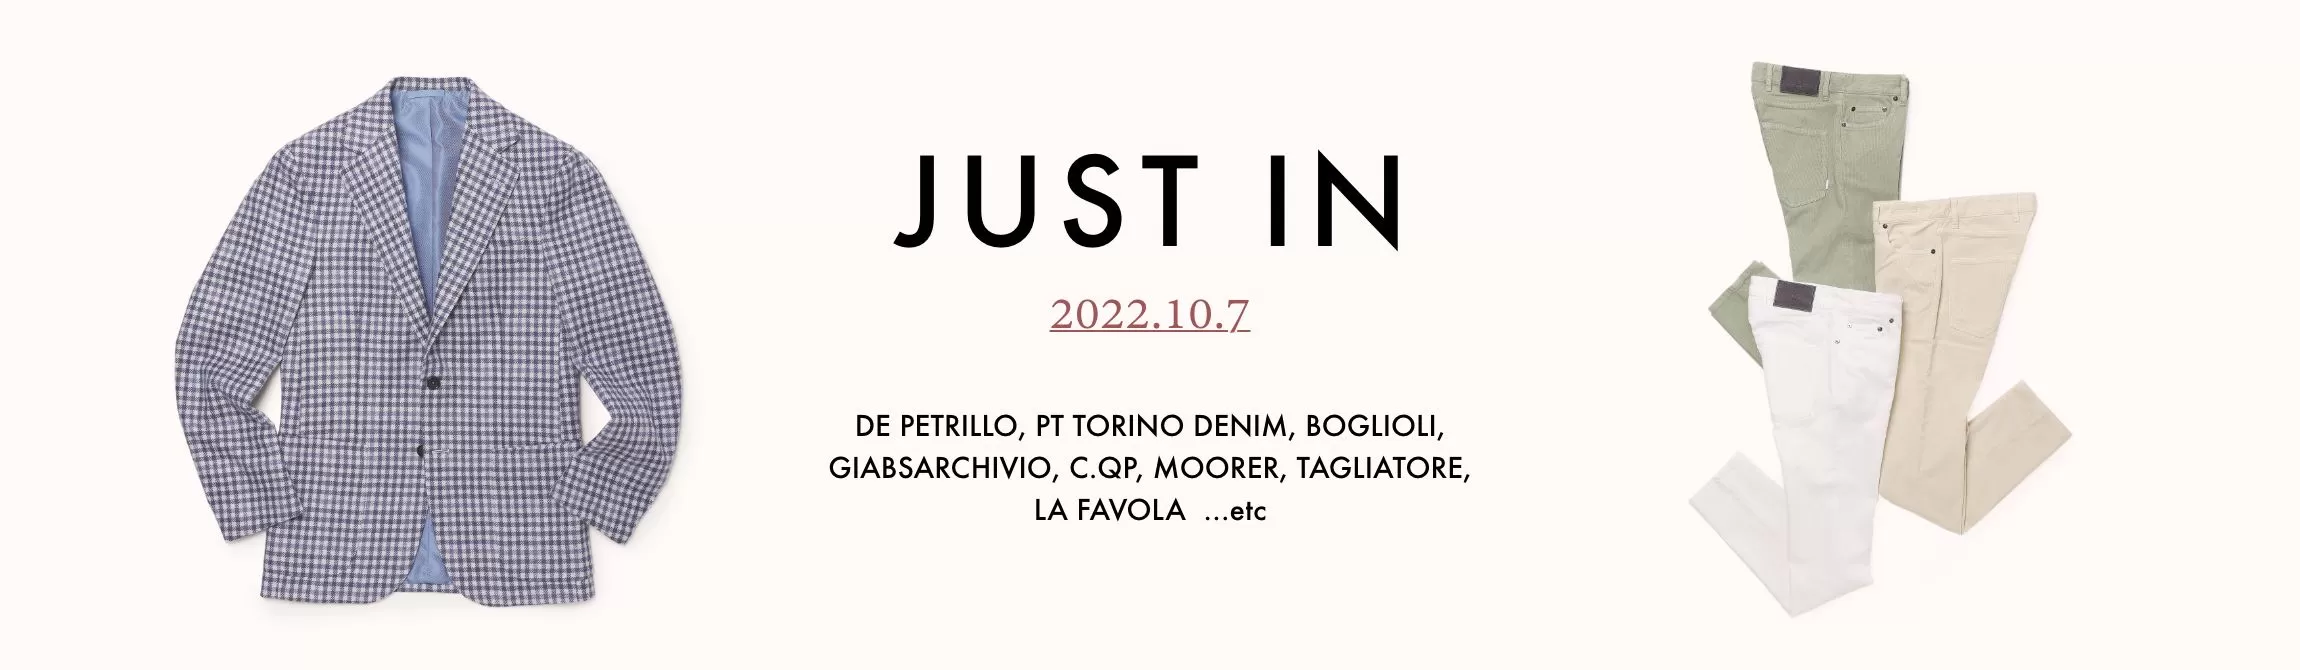 JUST IN
2022.10.7
DE PETRILLO, PT TORINO DENIM, BOGLIOLI,
GIABSARCHIVIO, C.QP, MOORER, TAGLIATORE,
LA FAVOLA ...etc